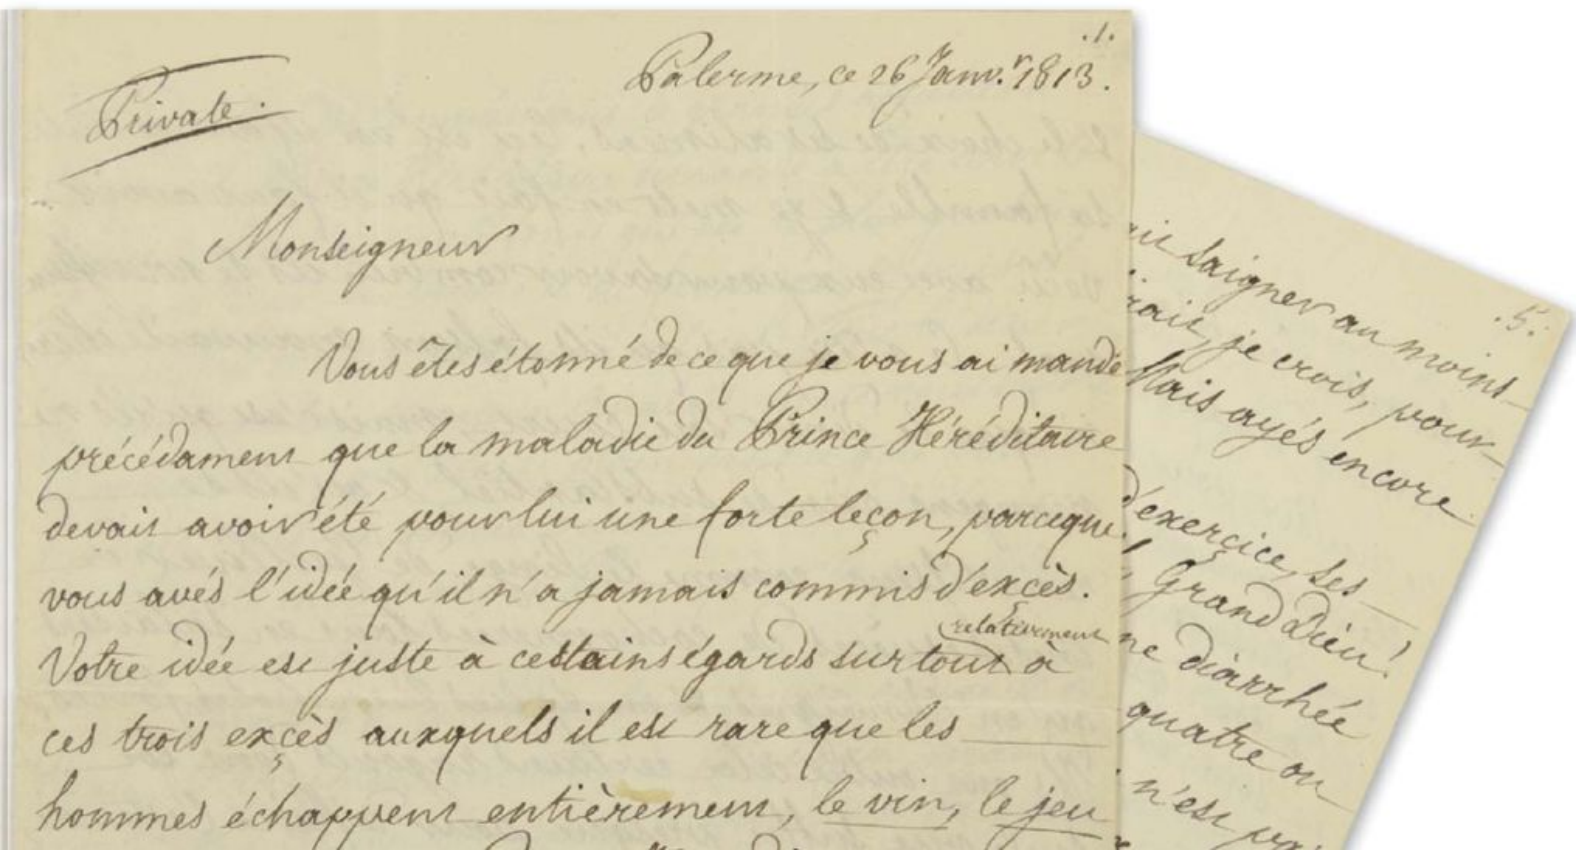 .1.
Palerme, ce 26 Janv.r 1813.
Private.
Monseigneur
Vous êtes étonné de ce que je vous ai mandé
précédament que la maladie du Prince Héréditaire
devait avoir été pour lui une forte leçon, parceque
vous avés l'idée qu'il n'a jamais commis d'excès.
relativement
Votre idée est juste à certains égards surtout à
ces trois excès auxquels il est rare que les
hommes échappent entièrement, le vin, le jeu
.5.
saigner au moins
je crois, pour
Mais ayés encore
d'exercice, ses
Grand Dieu!
diarrhée
quatre ou
n'est